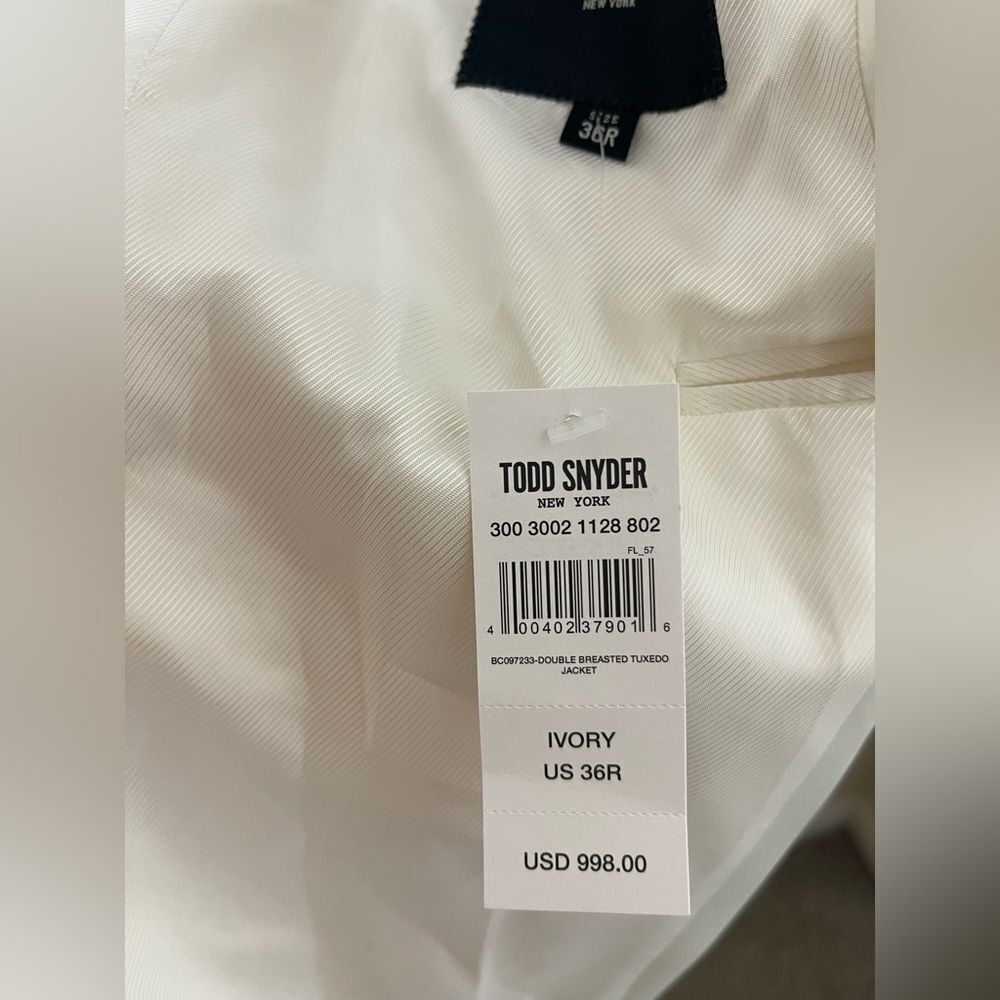 NEW YORK
SIZE
36R
TODD SNYDER
NEW YORK
300 3002 1128 802
FL_57
4 00402 37901 6
BC097233-DOUBLE BREASTED TUXEDO
JACKET
IVORY
US 36R
USD 998.00